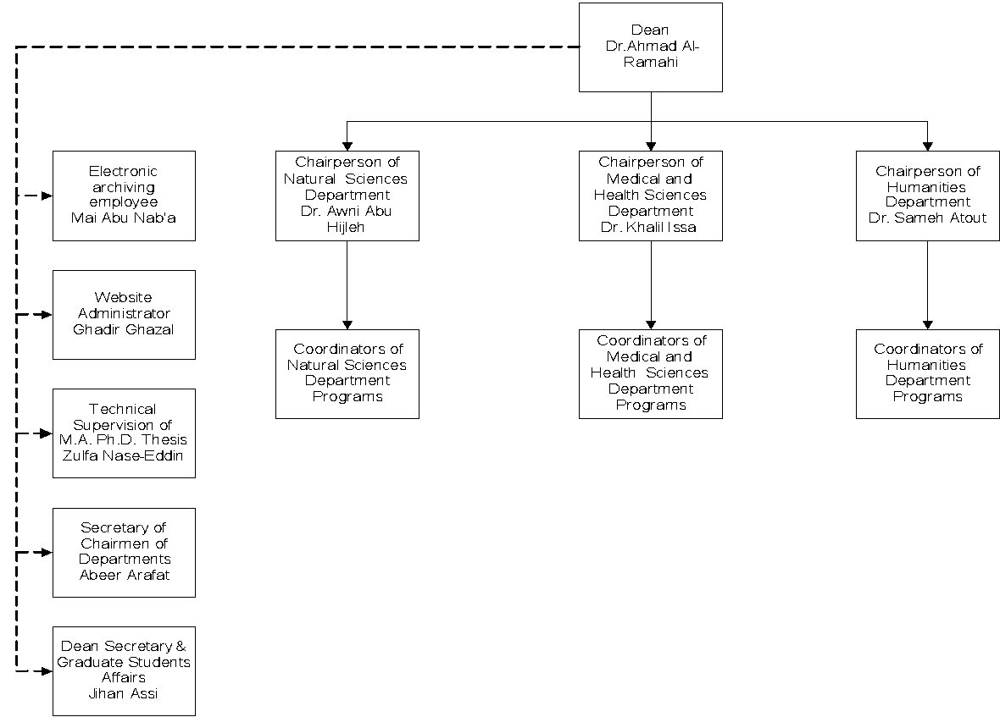 Dean
Dr.Ahmad Al-
Ramahi
Electronic
archiving
employee
Mai Abu Nab'a
Chairperson of
Natural Sciences
Department
Dr. Awni Abu
Hijleh
Chairperson of
Medical and
Health Sciences
Department
Dr. Khalil Issa
Chairperson of
Humanities
Department
Dr. Sameh Atout
Website
Administrator
Ghadir Ghazal
Coordinators of
Natural Sciences
Department
Programs
Coordinators of
Medical and
Health Sciences
Department
Programs
Coordinators of
Humanities
Department
Programs
Technical
Supervision of
M.A. Ph.D. Thesis
Zulfa Nase-Eddin
Secretary of
Chairmen of
Departments
Abeer Arafat
Dean Secretary &
Graduate Students
Affairs
Jihan Assi